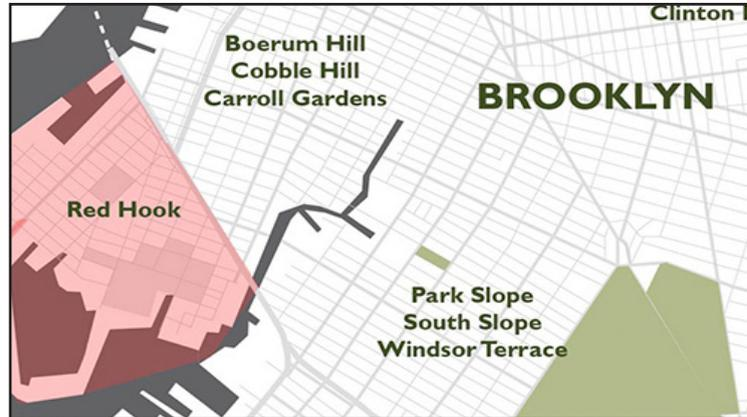 Clinton
Boerum Hill
Cobble Hill
Carroll Gardens
BROOKLYN
Red Hook
Park Slope
South Slope
Windsor Terrace